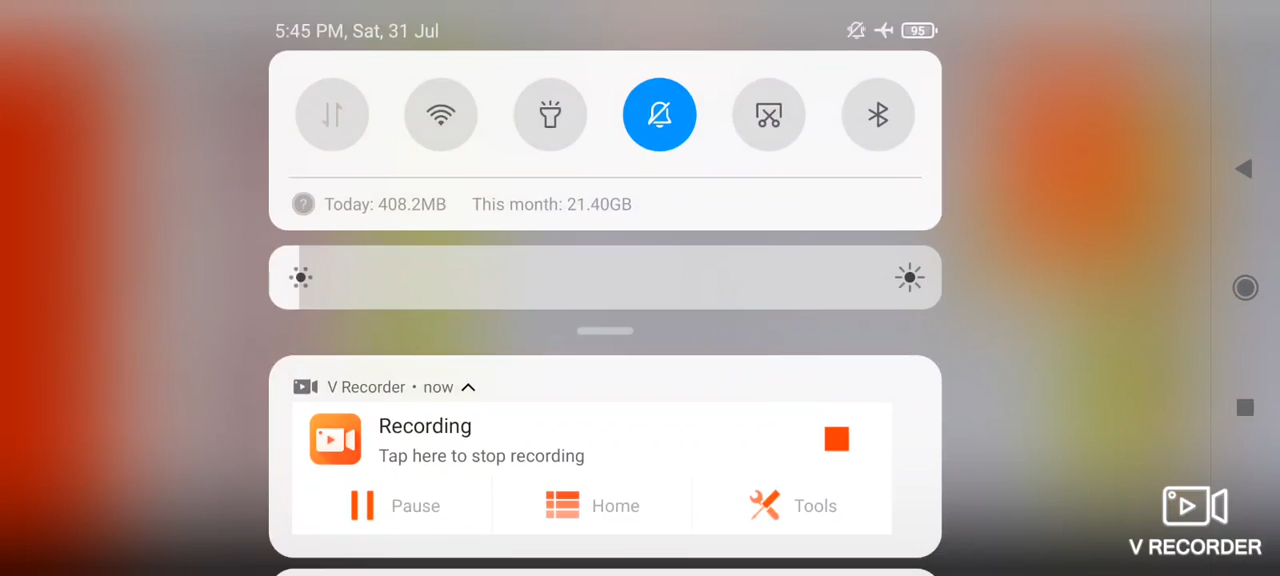 5:45 PM, Sat, 31 Jul
95
Today: 408.2MB This month: 21.40GB
V Recorder • now
Recording
Tap here to stop recording
Pause Home Tools
V RECORDER